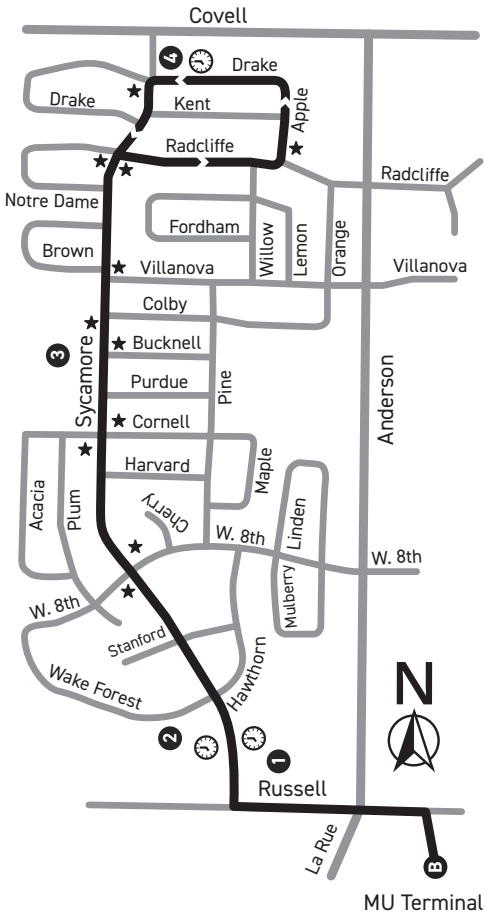 Covell
4
Drake
Drake
Kent
Apple
Radcliffe
Radcliffe
Notre Dame
Fordham
Willow
Lemon
Orange
Brown
Villanova
Villanova
Colby
3
Sycamore
Bucknell
Purdue
Pine
Cornell
Anderson
Harvard
Maple
Acacia
Plum
Cherry
Linden
W. 8th
W. 8th
Mulberry
W. 8th
Stanford
Hawthorn
Wake Forest
N
2
1
Russell
La Rue
B
MU Terminal